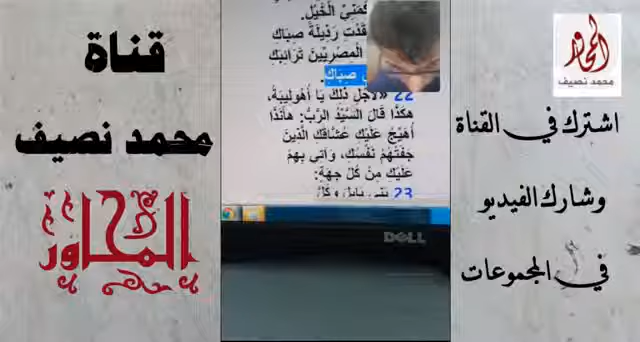 قناة
محمد نصيف
المحاور
فَمَنِيِّ الْخَيْلِ.
رَذِيلَةَ صِبَاكِ
الْمِصْرِيِّينَ تَرَائِبَكِ
صِبَاكِ.
22 «لأَجْلِ ذلِكَ يَا أُهُولِيبَةُ،
هكَذَا قَالَ السَّيِّدُ الرَّبُّ: هأَنَذَا
أُهَيِّجُ عَلَيْكِ عُشَّاقَكِ الَّذِينَ
جَفَتْهُمْ نَفْسُكِ، وَآتِي بِهِمْ
عَلَيْكِ مِنْ كُلِّ جِهَةٍ:
23 بَنِي بَابِلَ وَكُلَّ
DELL
المحاور
محمد نصيف
اشترك في القناة
وشارك الفيديو
في المجموعات